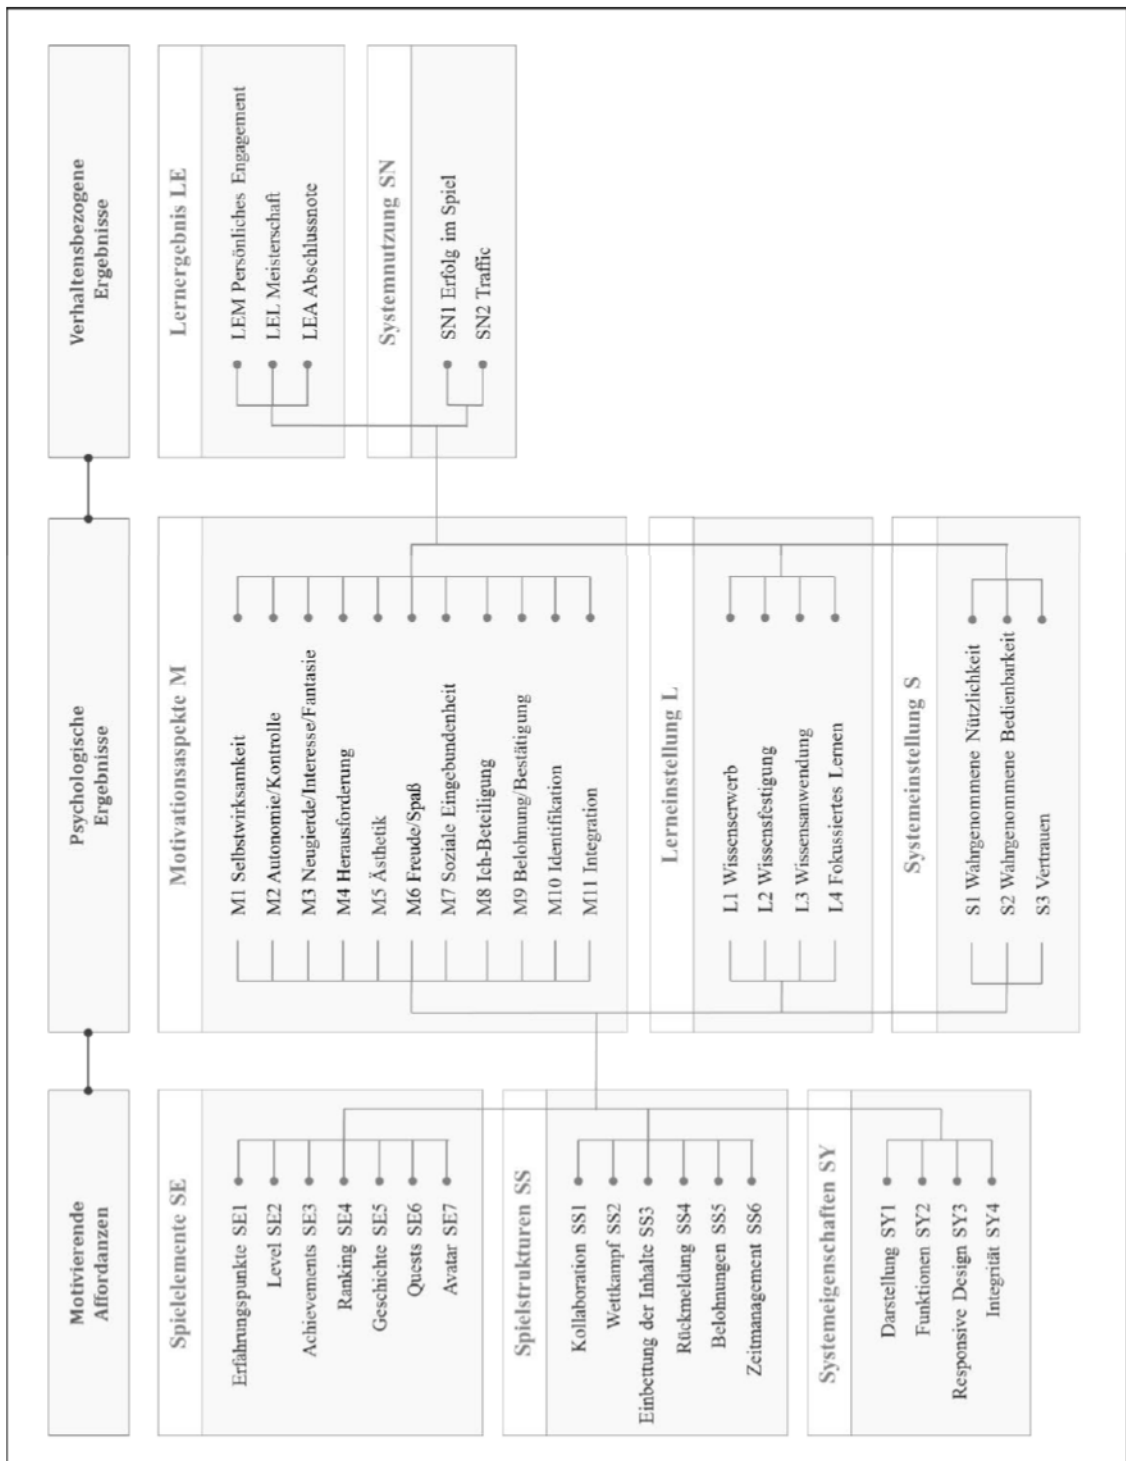 Motivierende
Affordanzen
Spielelemente SE
Erfahrungspunkte SE1
Level SE2
Achievements SE3
Ranking SE4
Geschichte SE5
Quests SE6
Avatar SE7
Spielstrukturen SS
Kollaboration SS1
Wettkampf SS2
Einbettung der Inhalte SS3
Rückmeldung SS4
Belohnungen SS5
Zeitmanagement SS6
Systemeigenschaften SY
Darstellung SY1
Funktionen SY2
Responsive Design SY3
Integrität SY4
Psychologische
Ergebnisse
Motivationsaspekte M
M1 Selbstwirksamkeit
M2 Autonomie/Kontrolle
M3 Neugierde/Interesse/Fantasie
M4 Herausforderung
M5 Ästhetik
M6 Freude/Spaß
M7 Soziale Eingebundenheit
M8 Ich-Beteiligung
M9 Belohnung/Bestätigung
M10 Identifikation
M11 Integration
Lerneinstellung L
L1 Wissenserwerb
L2 Wissensfestigung
L3 Wissensanwendung
L4 Fokussiertes Lernen
Systemeinstellung S
S1 Wahrgenommene Nützlichkeit
S2 Wahrgenommene Bedienbarkeit
S3 Vertrauen
Verhaltensbezogene
Ergebnisse
Lernergebnis LE
LEM Persönliches Engagement
LEL Meisterschaft
LEA Abschlussnote
Systemnutzung SN
SN1 Erfolg im Spiel
SN2 Traffic